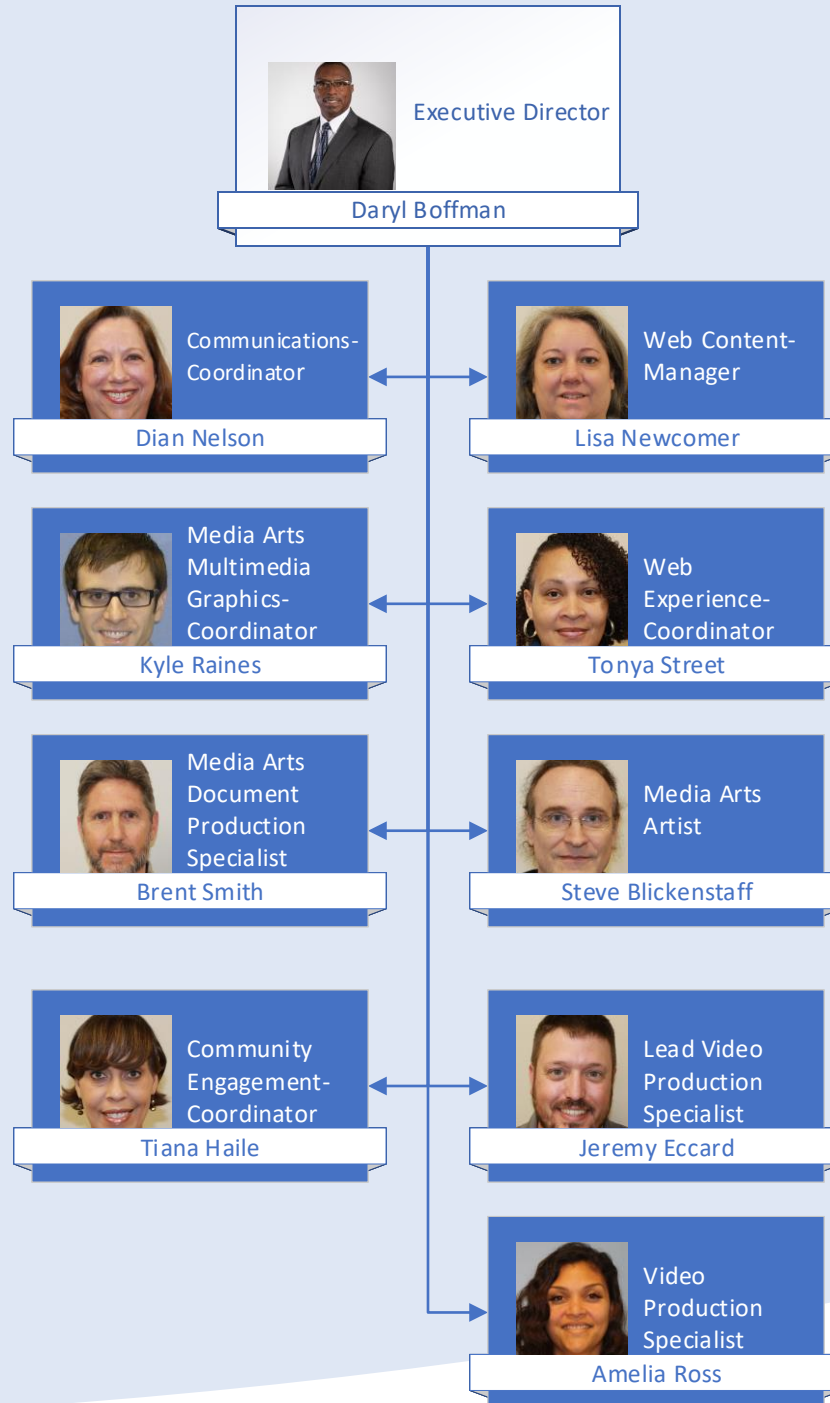 Executive Director
Daryl Boffman
Communications-
Coordinator
Dian Nelson
Web Content-
Manager
Lisa Newcomer
Media Arts
Multimedia
Graphics-
Coordinator
Kyle Raines
Web
Experience-
Coordinator
Tonya Street
Media Arts
Document
Production
Specialist
Brent Smith
Media Arts
Artist
Steve Blickenstaff
Community
Engagement-
Coordinator
Tiana Haile
Lead Video
Production
Specialist
Jeremy Eccard
Video
Production
Specialist
Amelia Ross